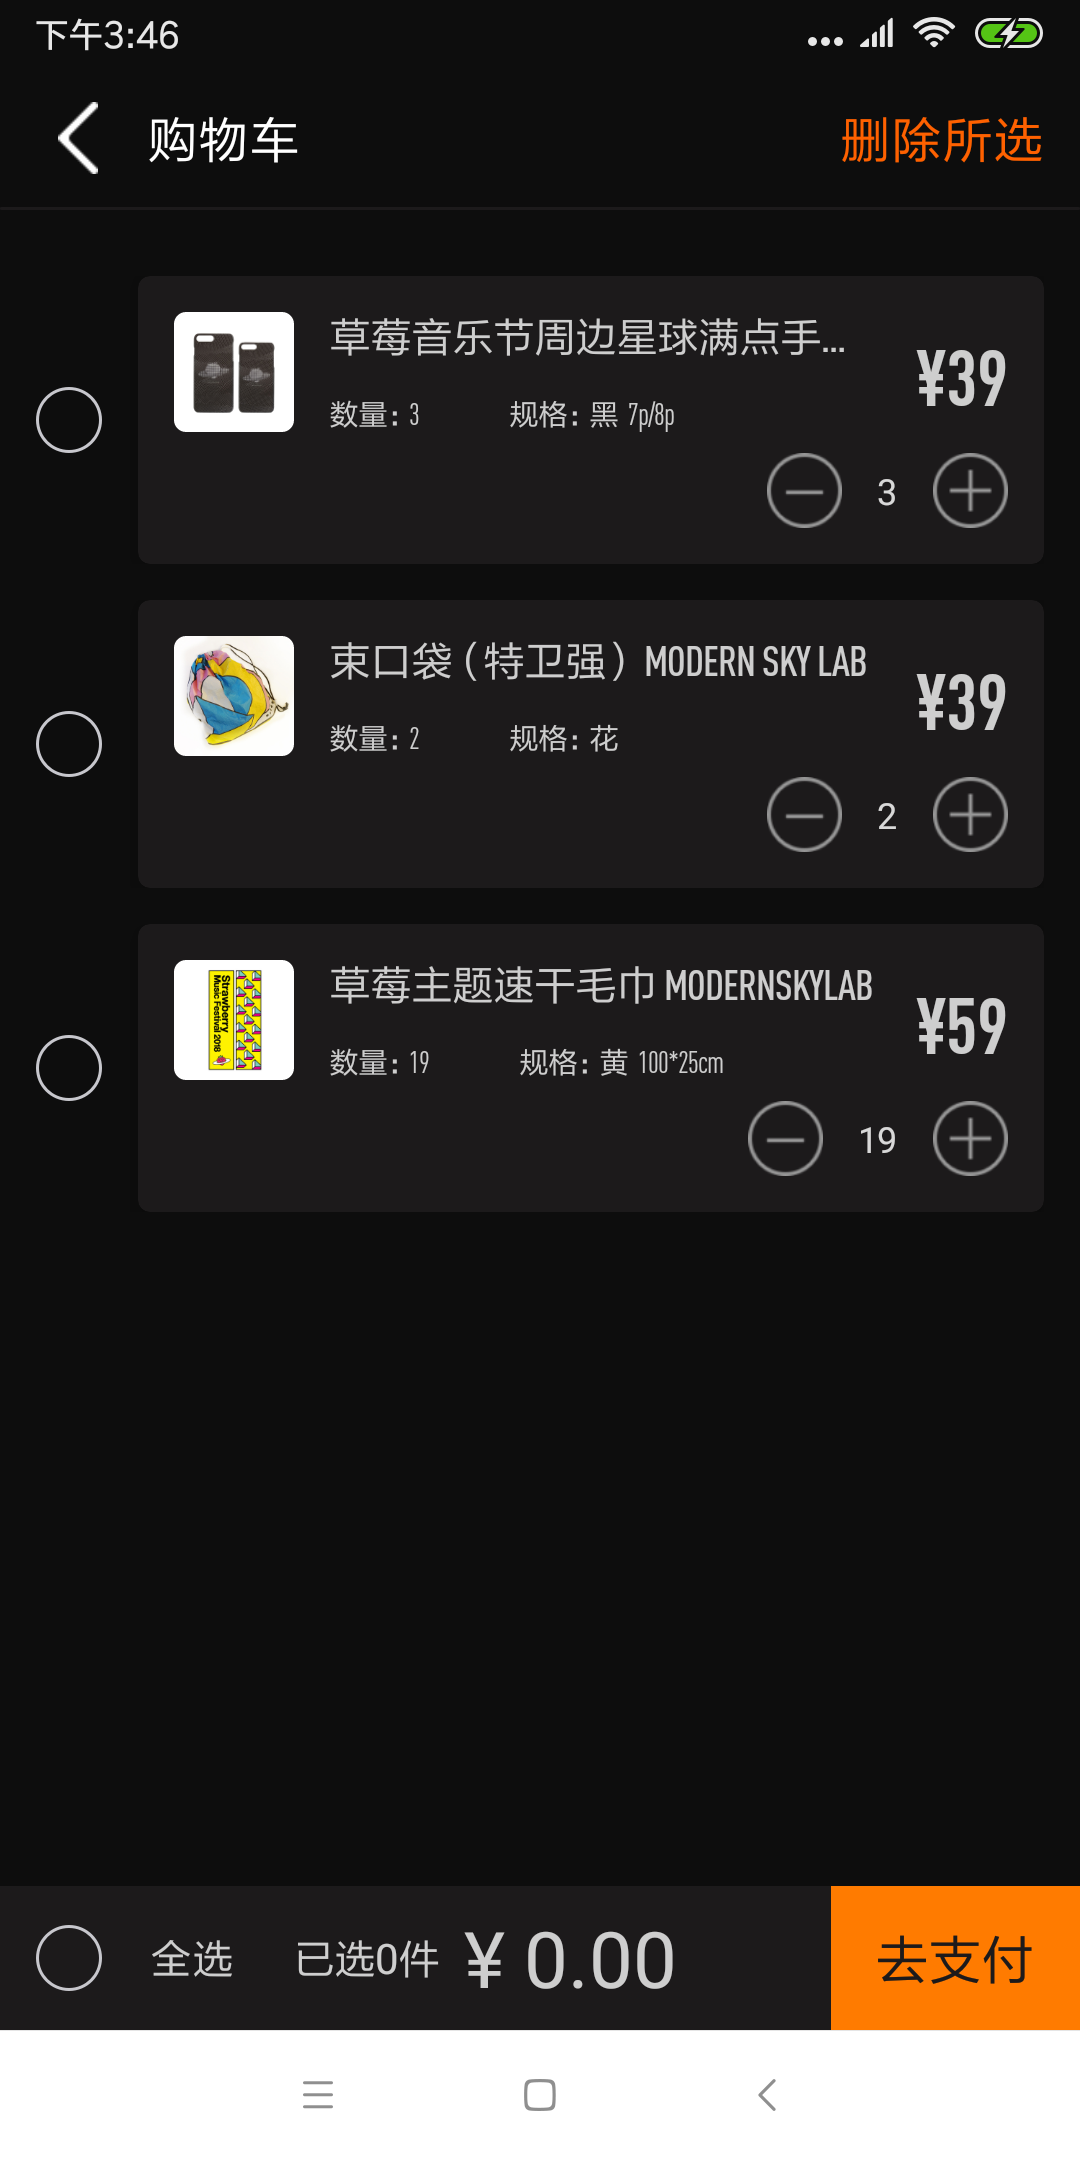 下午3:46
购物车
删除所选
草莓音乐节周边星球满点手...
¥39
数量: 3
规格: 黑 7p/8p
3
束口袋（特卫强）MODERN SKY LAB
¥39
数量: 2
规格: 花
2
Strawberry
Music Festival 2018
草莓主题速干毛巾 MODERNSKYLAB
¥59
数量: 19
规格: 黄 100*25cm
19
全选
已选0件
¥ 0.00
去支付